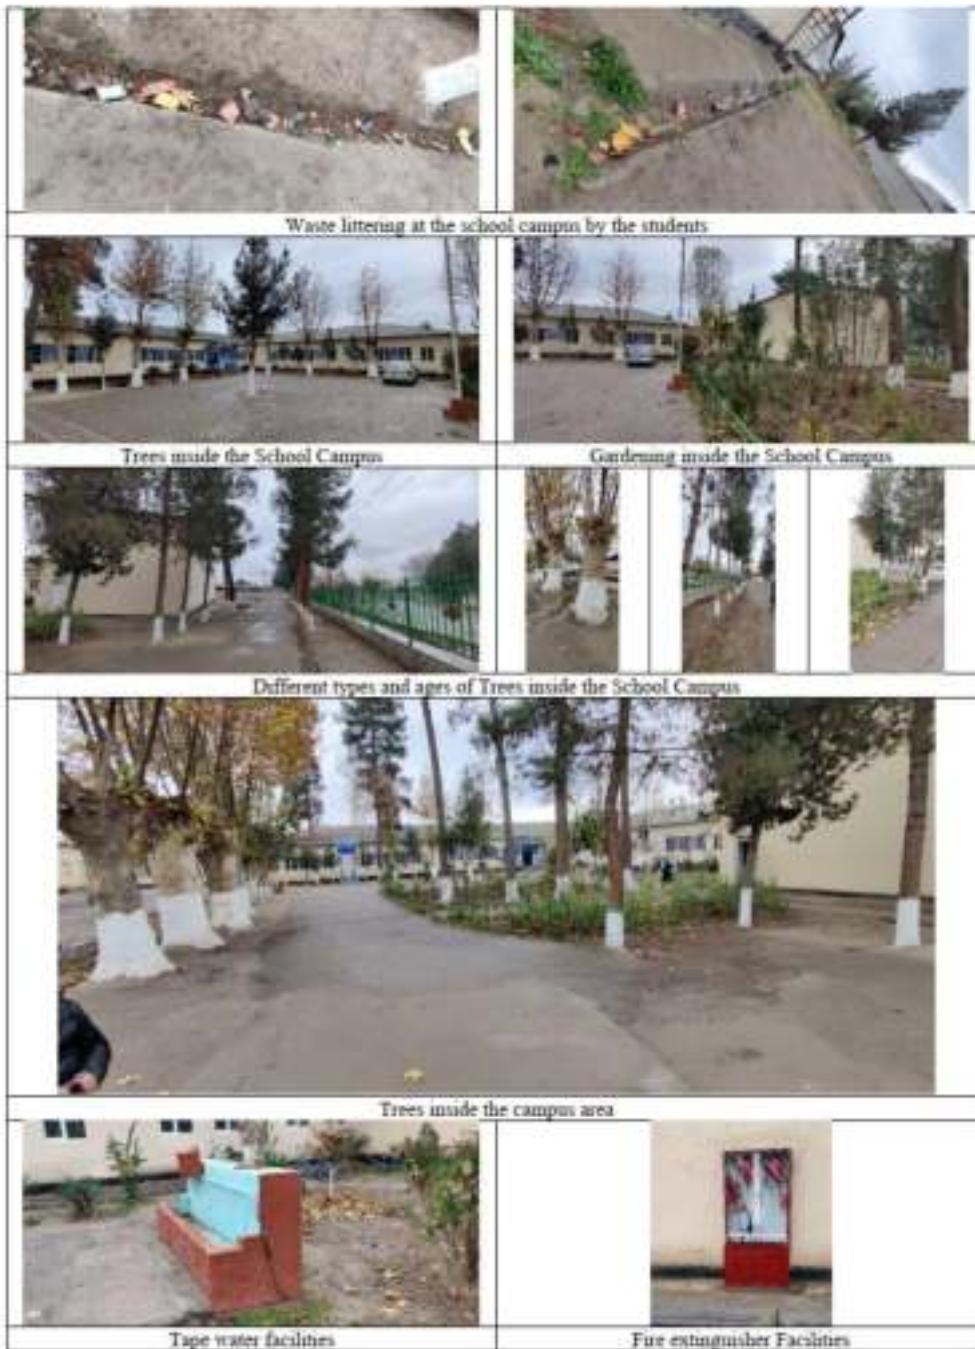 Waste littering at the school campus by the students
Trees inside the School Campus
Gardening inside the School Campus
Different types and ages of Trees inside the School Campus
Trees inside the campus area
Tape water facilities
Fire extinguisher Facilities